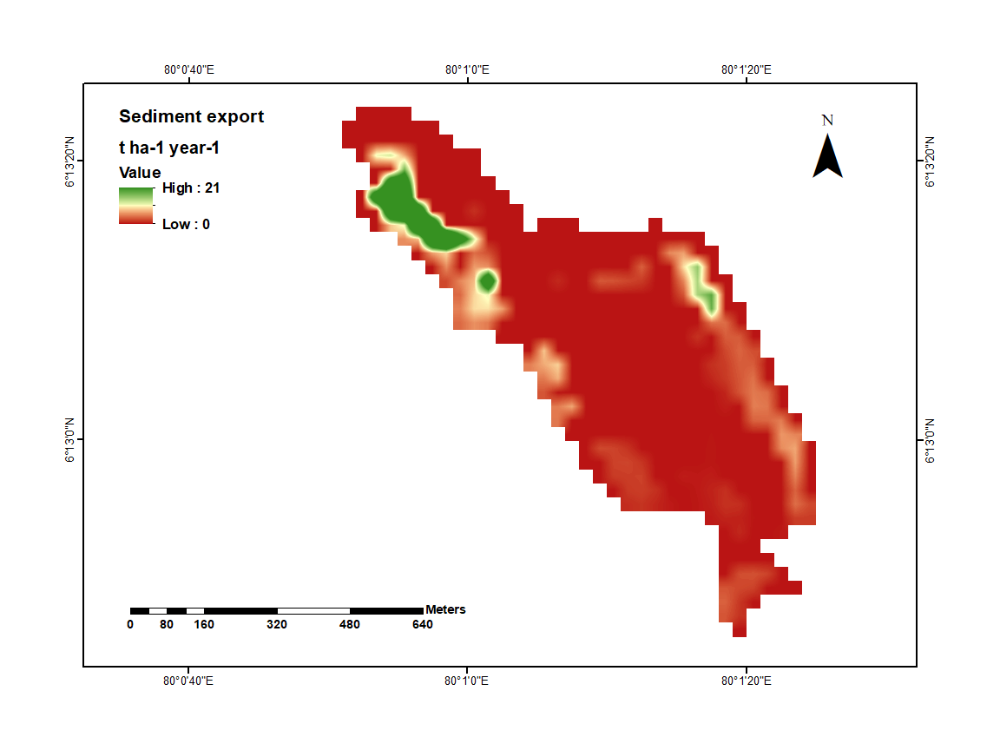 80°0'40"E 80°1'0"E 80°1'20"E
Sediment export
t ha-1 year-1
Value
High : 21
Low : 0
N
6°13'20"N 6°13'20"N
6°13'0"N 6°13'0"N
Meters
0 80 160 320 480 640
80°0'40"E 80°1'0"E 80°1'20"E